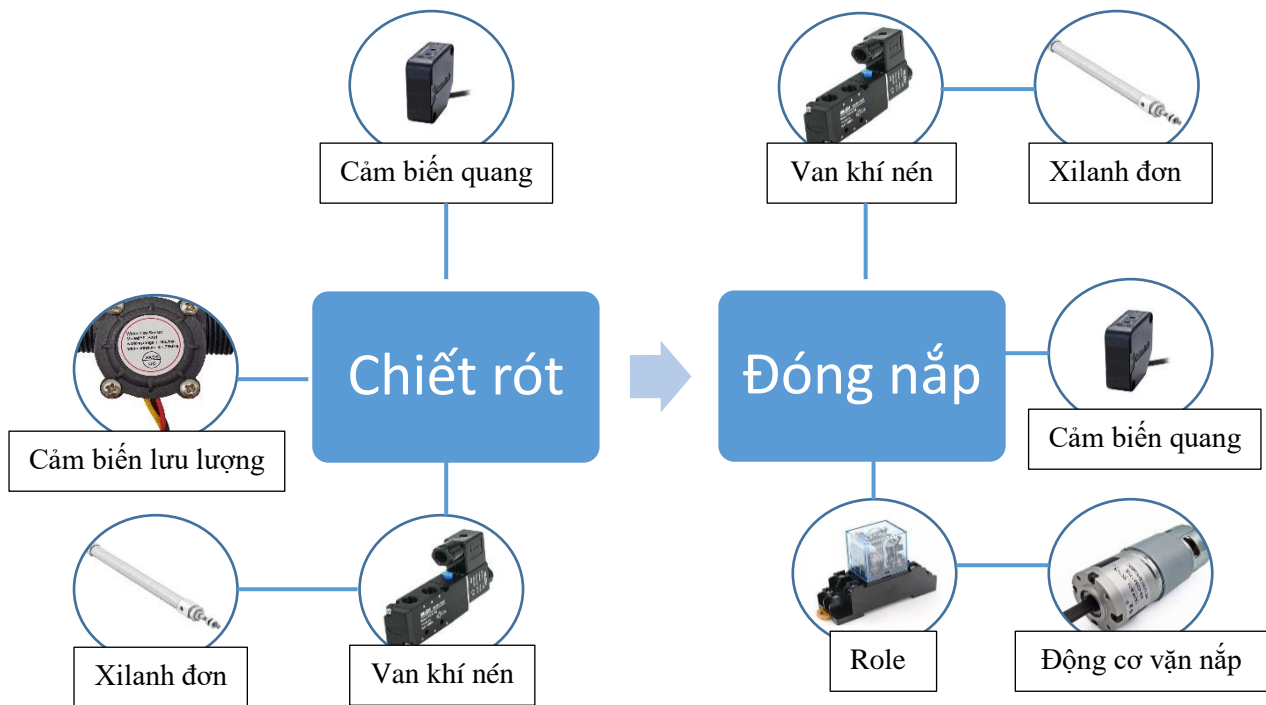 Cảm biến quang
Van khí nén
Xilanh đơn
Chiết rót
Đóng nắp
Cảm biến lưu lượng
Cảm biến quang
Xilanh đơn
Van khí nén
Role
Động cơ vặn nắp